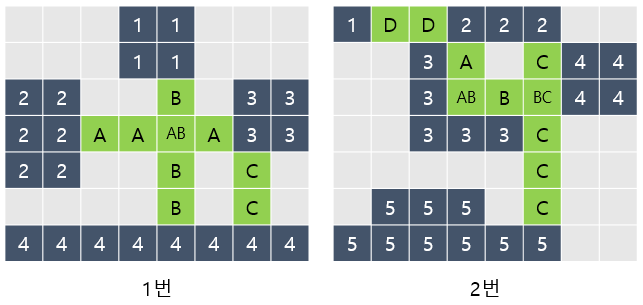 1 1
1 1
2 2 B 3 3
2 2 A A AB A 3 3
2 2 B C
B C
4 4 4 4 4 4 4 4
1번
1 D D 2 2 2
3 A C 4 4
3 AB B BC 4 4
3 3 3 C
C
5 5 5 C
5 5 5 5 5 5
2번